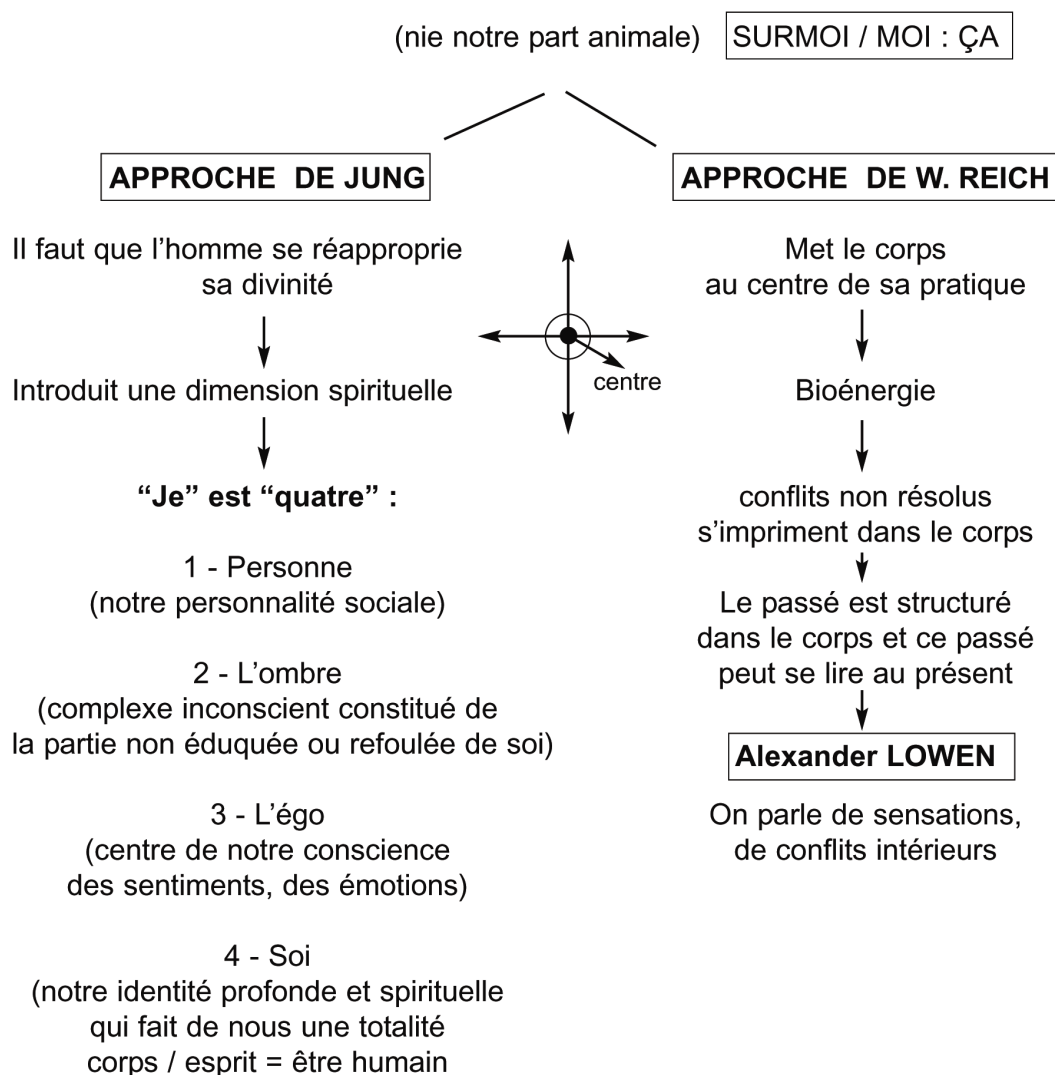 (nie notre part animale) SURMOI / MOI : ÇA
APPROCHE DE JUNG
Il faut que l’homme se réapproprie
sa divinité
Introduit une dimension spirituelle
“Je” est “quatre” :
1 - Personne
(notre personnalité sociale)
2 - L’ombre
(complexe inconscient constitué de
la partie non éduquée ou refoulée de soi)
3 - L’égo
(centre de notre conscience
des sentiments, des émotions)
4 - Soi
(notre identité profonde et spirituelle
qui fait de nous une totalité
corps / esprit = être humain
centre
APPROCHE DE W. REICH
Met le corps
au centre de sa pratique
Bioénergie
conflits non résolus
s’impriment dans le corps
Le passé est structuré
dans le corps et ce passé
peut se lire au présent
Alexander LOWEN
On parle de sensations,
de conflits intérieurs